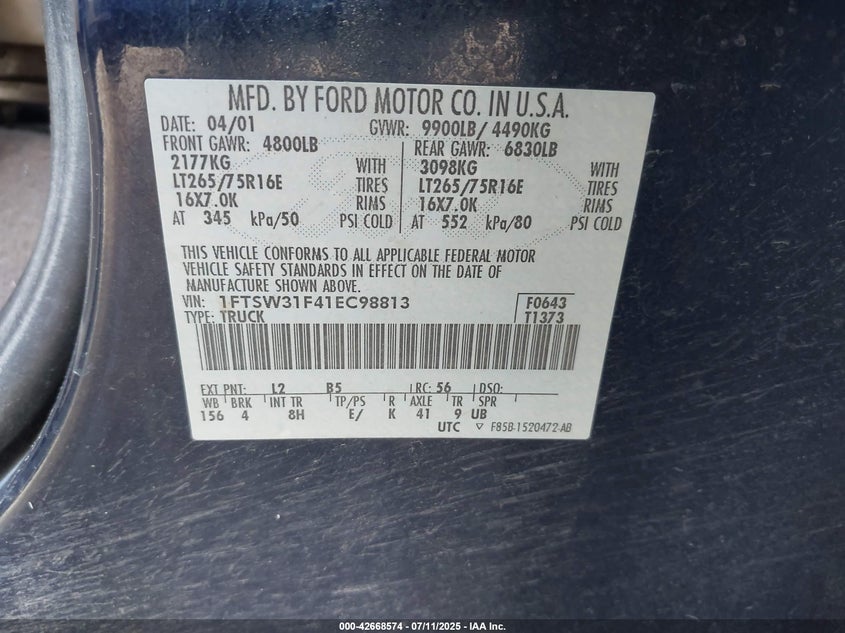 MFD. BY FORD MOTOR CO. IN U.S.A.
DATE: 04/01 GVWR: 9900LB/ 4490KG
FRONT GAWR: 4800LB REAR GAWR: 6830LB
2177KG WITH 3098KG WITH
LT265/75R16E TIRES LT265/75R16E TIRES
16X7.0K RIMS 16X7.0K RIMS
AT 345 kPa/50 PSI COLD AT 552 kPa/80 PSI COLD
THIS VEHICLE CONFORMS TO ALL APPLICABLE FEDERAL MOTOR
VEHICLE SAFETY STANDARDS IN EFFECT ON THE DATE OF
MANUFACTURE SHOWN ABOVE.
VIN: 1FTSW31F41EC98813 F0643
TYPE: TRUCK T1373
EXT PNT: L2 B5 RC: 56 DSO:
WB BRK INT TR TP/PS R AXLE TR SPR
156 4 8H E/ K 41 9 UB
UTC ▽ F85B-1520472-AB
000-42668574 / 07/11/2025 - IAA Inc.